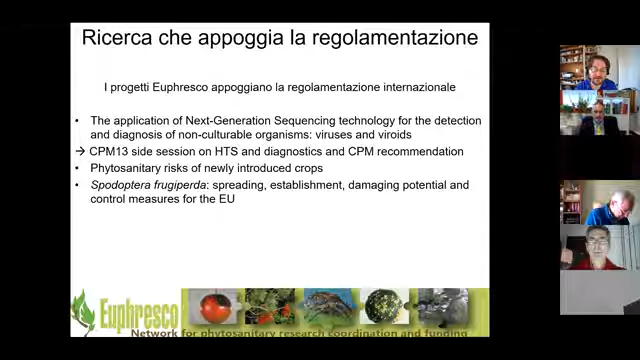 Ricerca che appoggia la regolamentazione
I progetti Euphresco appoggiano la regolamentazione internazionale
• The application of Next-Generation Sequencing technology for the detection
and diagnosis of non-culturable organisms: viruses and viroids
→ CPM13 side session on HTS and diagnostics and CPM recommendation
• Phytosanitary risks of newly introduced crops
• Spodoptera frugiperda: spreading, establishment, damaging potential and
control measures for the EU
Euphresco
Network for phytosanitary research coordination and funding